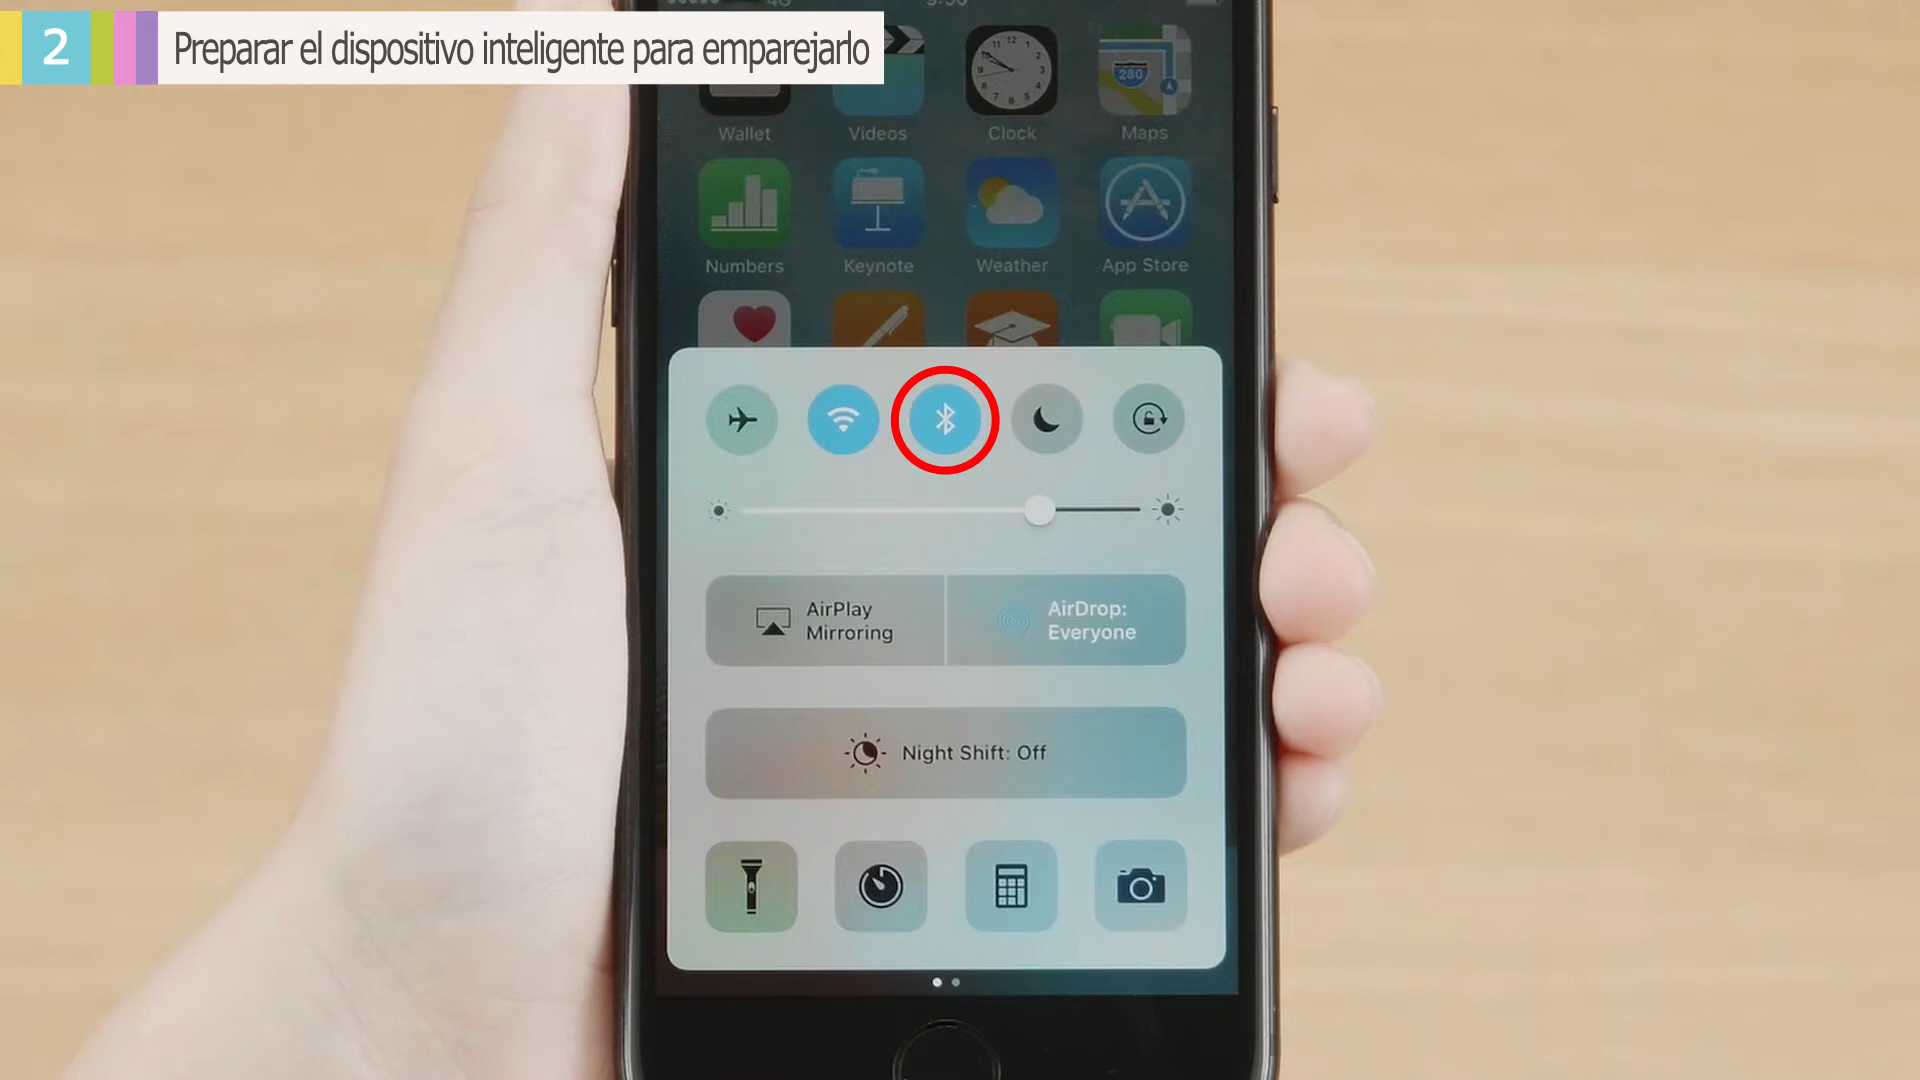 2 Preparar el dispositivo inteligente para emparejarlo
Wallet Videos Clock Maps
280
Numbers Keynote Weather App Store
AirPlay
Mirroring
AirDrop:
Everyone
Night Shift: Off